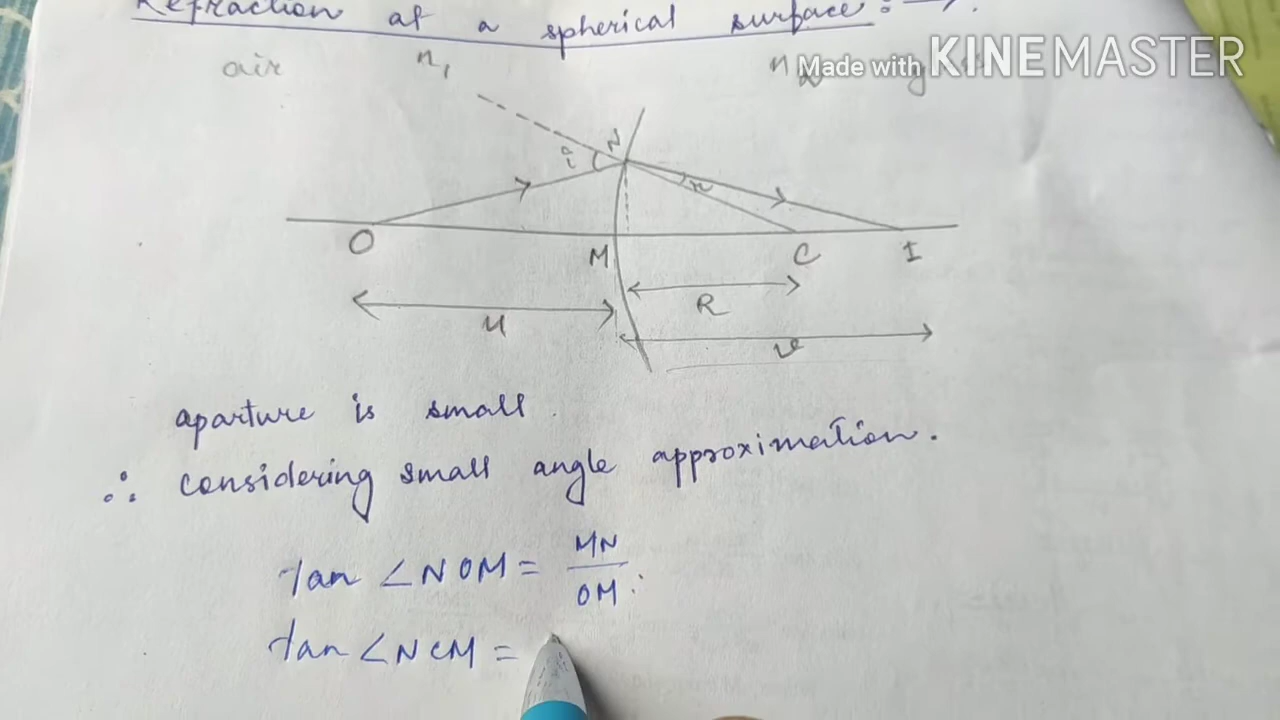 Refraction at a spherical surface :→.
air n₁ n₂
Made with KINEMASTER
i N r
O M C I
R
u
v
aparture is small.
∴ considering small angle approximation.
tan ∠NOM = MN/OM ;
tan ∠NCM =